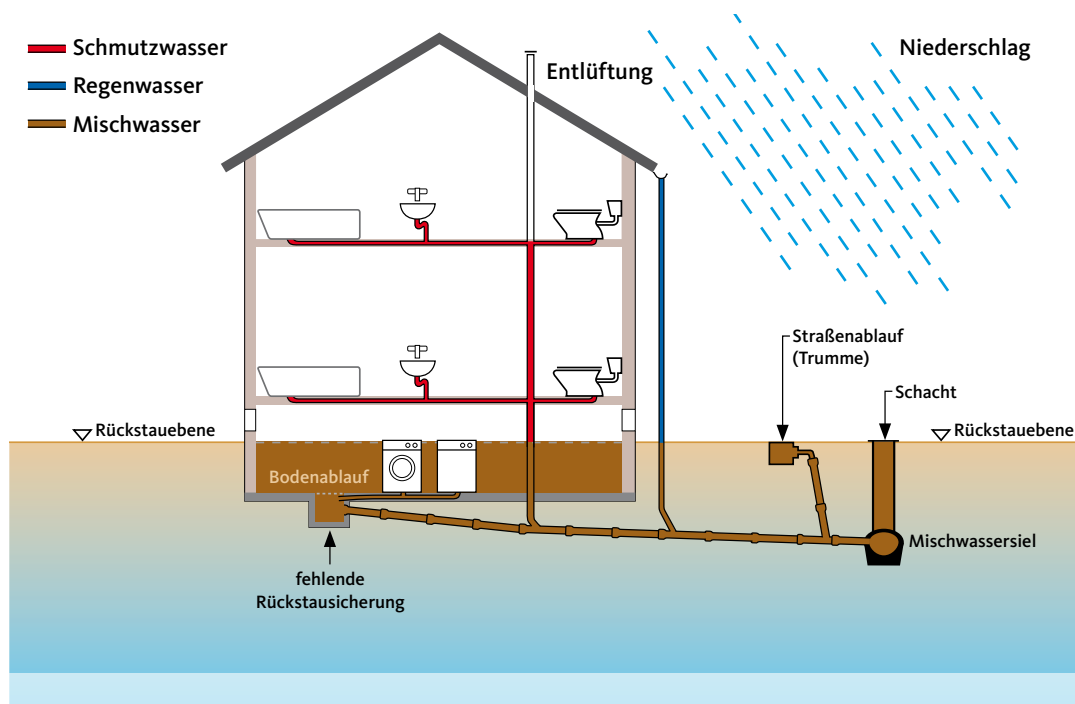 Schmutzwasser
Regenwasser
Mischwasser
Entlüftung
Niederschlag
Straßenablauf
(Trumme)
Schacht
Rückstauebene
Rückstauebene
Bodenablauf
Mischwassersiel
fehlende
Rückstausicherung